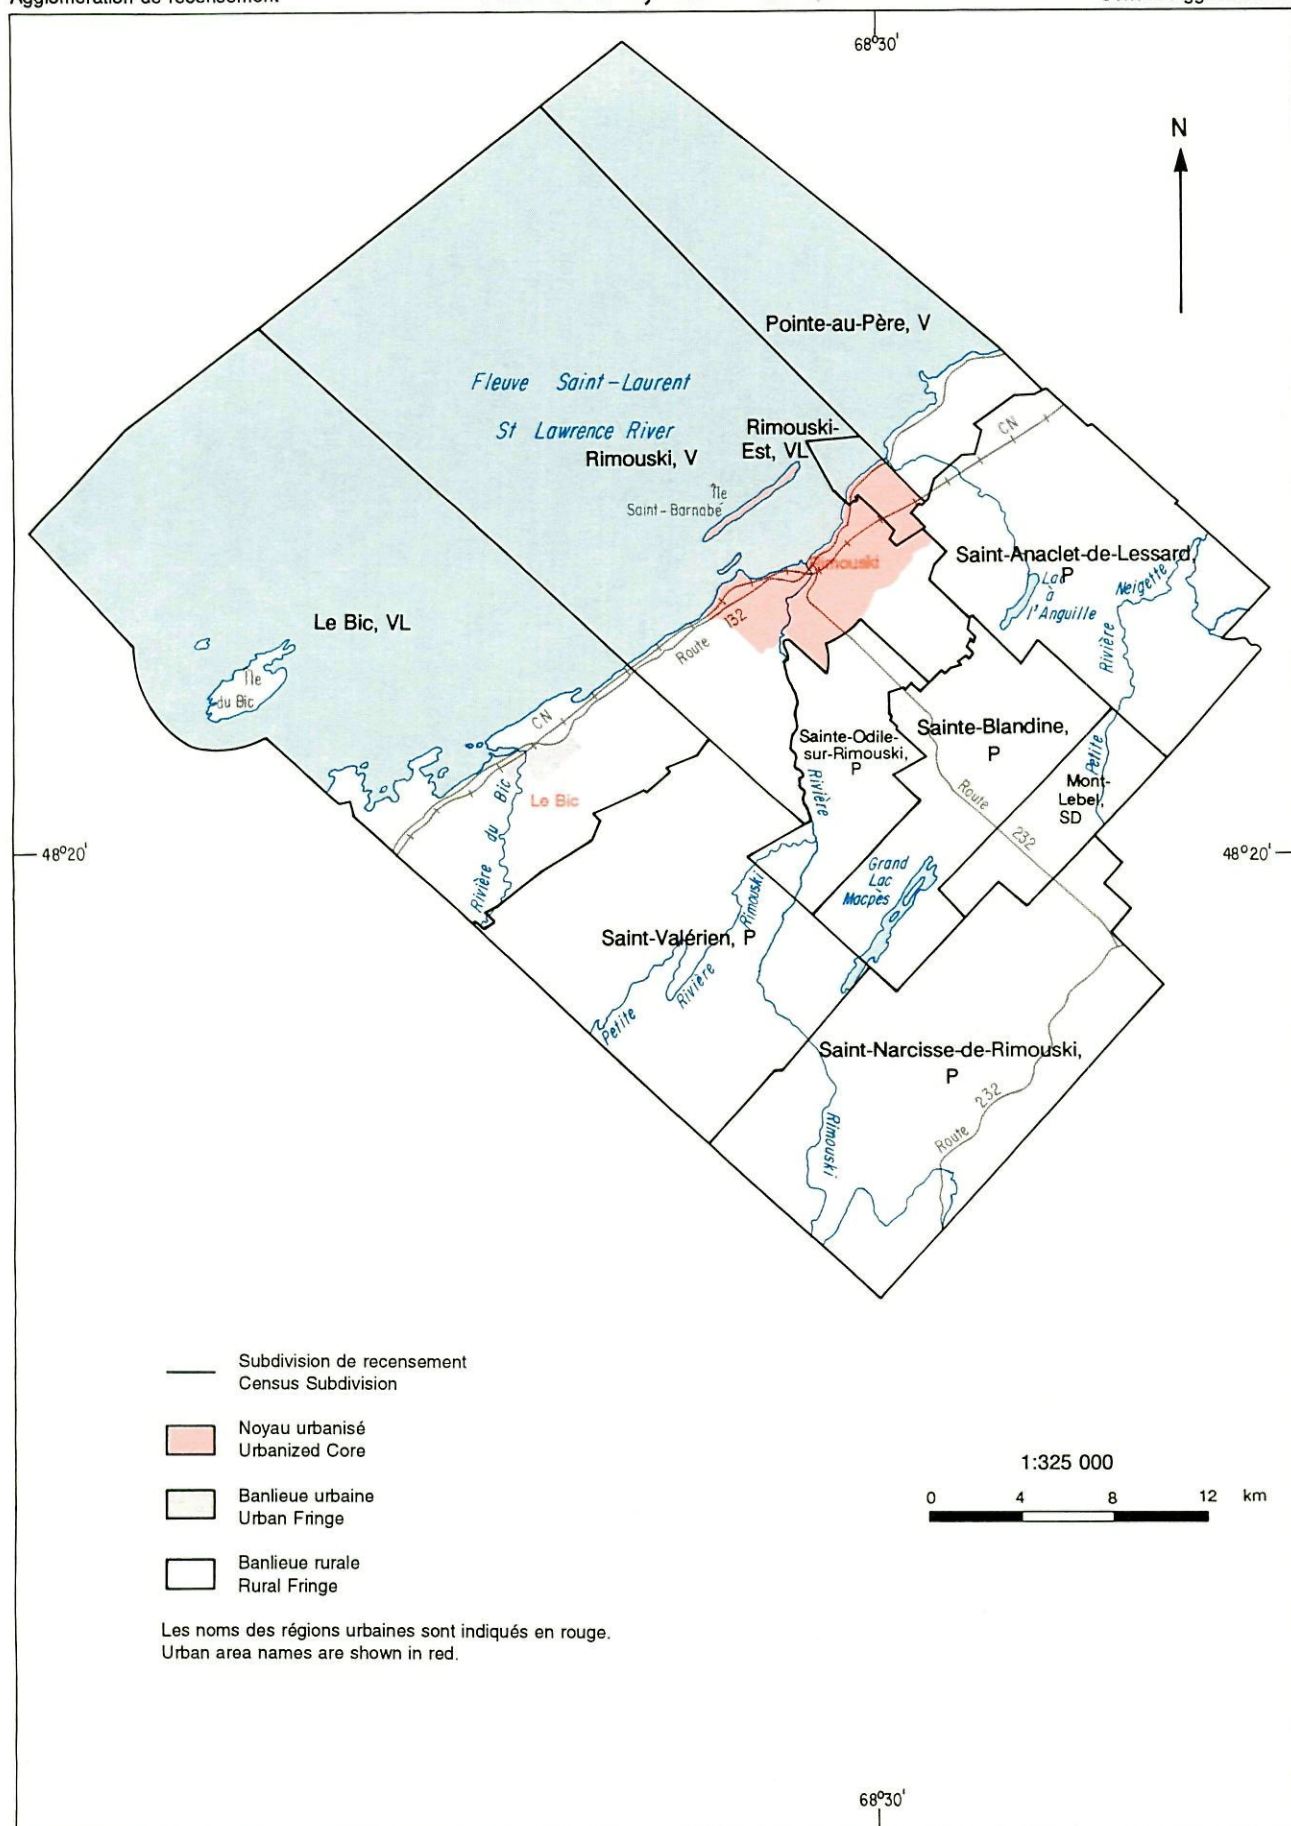 Agglomération de recensement
68°30'
N
Pointe-au-Père, V
Fleuve Saint-Laurent
St Lawrence River
Rimouski, V
Rimouski-
Est, VL
CN
Île
Saint-Barnabé
Rimouski
Saint-Anaclet-de-Lessard,
P
Lac
à
l'Anguille
Neigette
Rivière
Petite
Le Bic, VL
132
Route
Île
du Bic
CN
Sainte-Odile-
sur-Rimouski,
P
Sainte-Blandine,
P
Mont-
Lebel,
SD
Rivière
Route
232
Le Bic
Rivière du Bic
48°20'
48°20'
Grand
Lac
Macpès
Rimouski
Rivière
Petite
Saint-Valérien, P
Saint-Narcisse-de-Rimouski,
P
Route 232
Rimouski
Subdivision de recensement
Census Subdivision
Noyau urbanisé
Urbanized Core
Banlieue urbaine
Urban Fringe
Banlieue rurale
Rural Fringe
1:325 000
0 4 8 12 km
Les noms des régions urbaines sont indiqués en rouge.
Urban area names are shown in red.
68°30'